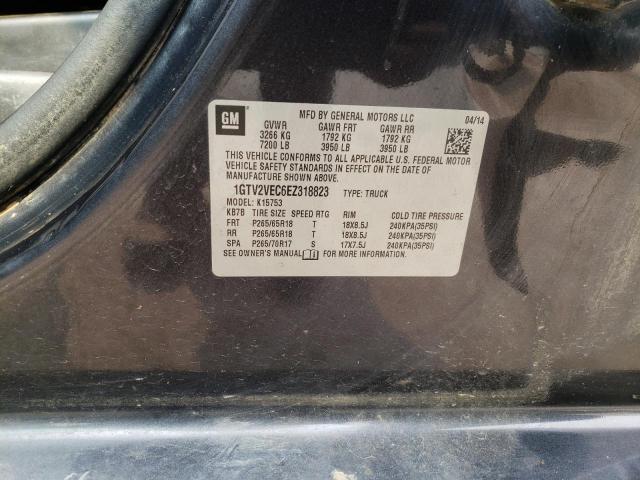 GM
MFD BY GENERAL MOTORS LLC 04/14
GVWR GAWR FRT GAWR RR
3266 KG 1792 KG 1792 KG
7200 LB 3950 LB 3950 LB
THIS VEHICLE CONFORMS TO ALL APPLICABLE U.S. FEDERAL MOTOR
VEHICLE SAFETY STANDARDS IN EFFECT ON THE DATE OF
MANUFACTURE SHOWN ABOVE.
1GTV2VEC6EZ318823 TYPE: TRUCK
MODEL: K15753
KB7B TIRE SIZE SPEED RTG RIM COLD TIRE PRESSURE
FRT P265/65R18 T 18X8.5J 240KPA(35PSI)
RR P265/65R18 T 18X8.5J 240KPA(35PSI)
SPA P265/70R17 S 17X7.5J 240KPA(35PSI)
SEE OWNER'S MANUAL FOR MORE INFORMATION.